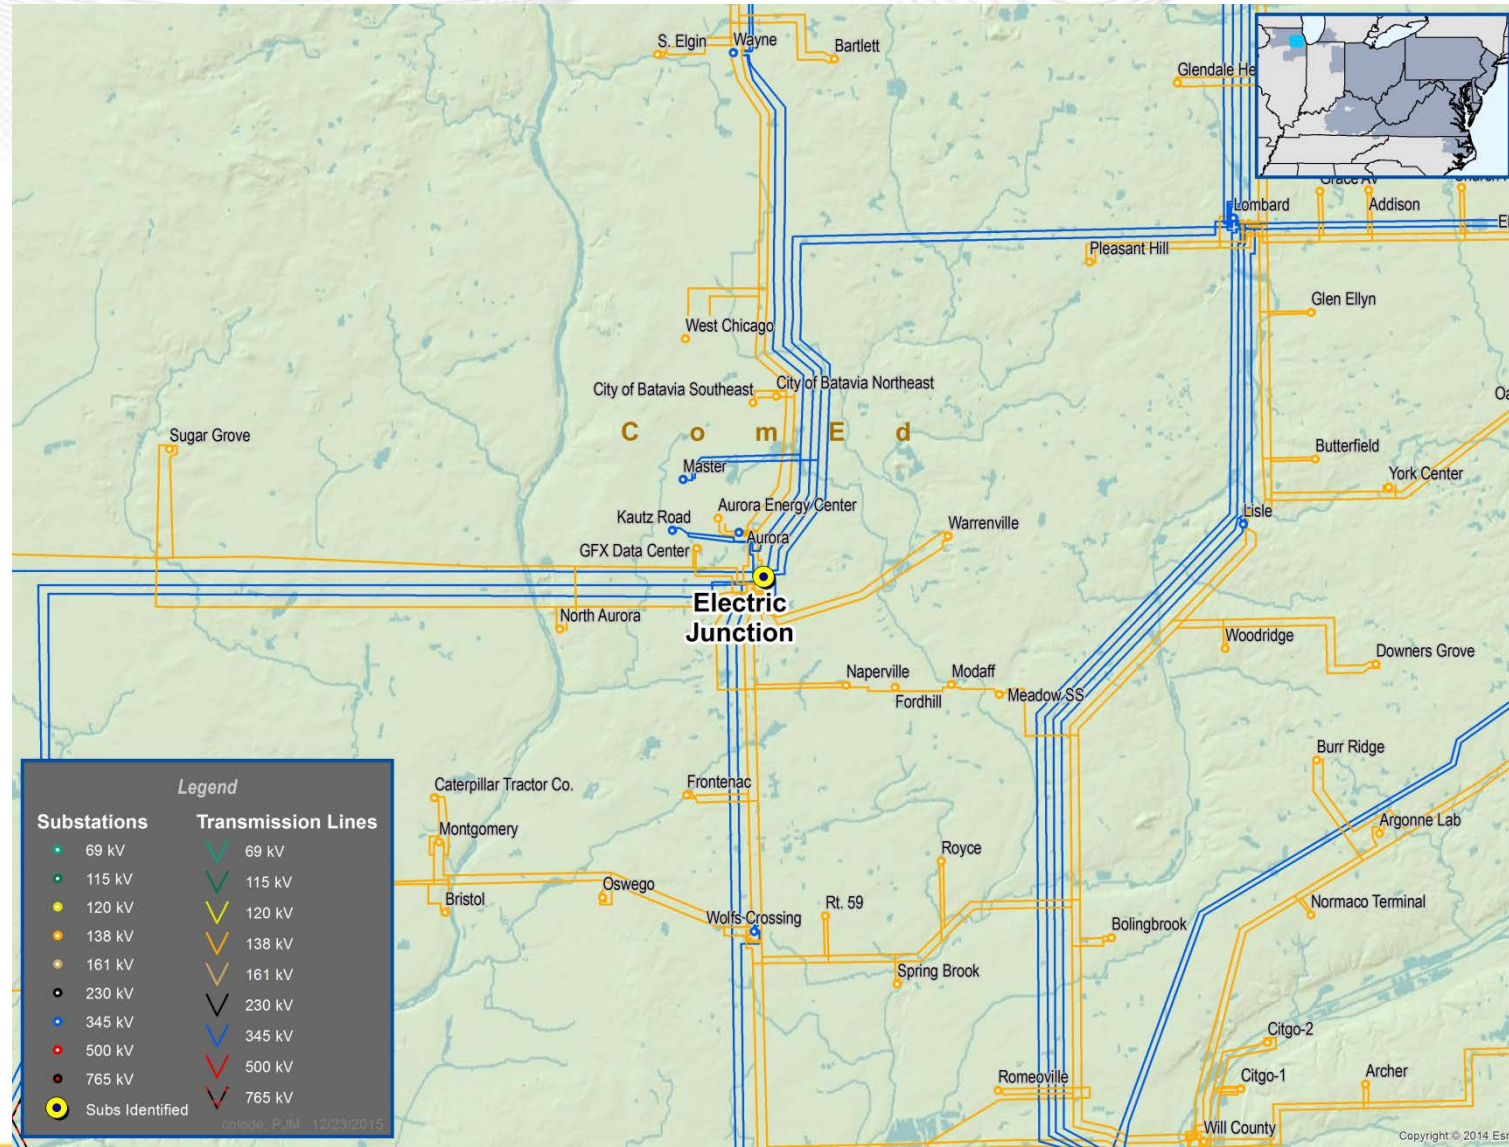 S. Elgin
Wayne
Bartlett
Glendale He
Lombard
Addison
El
Pleasant Hill
Glen Ellyn
West Chicago
City of Batavia Southeast
City of Batavia Northeast
ComEd
Sugar Grove
Master
Butterfield
York Center
Oa
Aurora Energy Center
Kautz Road
Aurora
Warrenville
Lisle
GFX Data Center
Electric
Junction
North Aurora
Woodridge
Downers Grove
Naperville
Fordhill
Modaff
Meadow SS
Burr Ridge
Caterpillar Tractor Co.
Frontenac
Montgomery
Argonne Lab
Royce
Oswego
Bristol
Rt. 59
Normaco Terminal
Wolfs Crossing
Bolingbrook
Spring Brook
Citgo-2
Romeoville
Citgo-1
Archer
Will County
Legend
Substations
69 kV
115 kV
120 kV
138 kV
161 kV
230 kV
345 kV
500 kV
765 kV
Subs Identified
Transmission Lines
69 kV
115 kV
120 kV
138 kV
161 kV
230 kV
345 kV
500 kV
765 kV
colode: PJM 12/23/2015
Copyright:© 2014 Esr